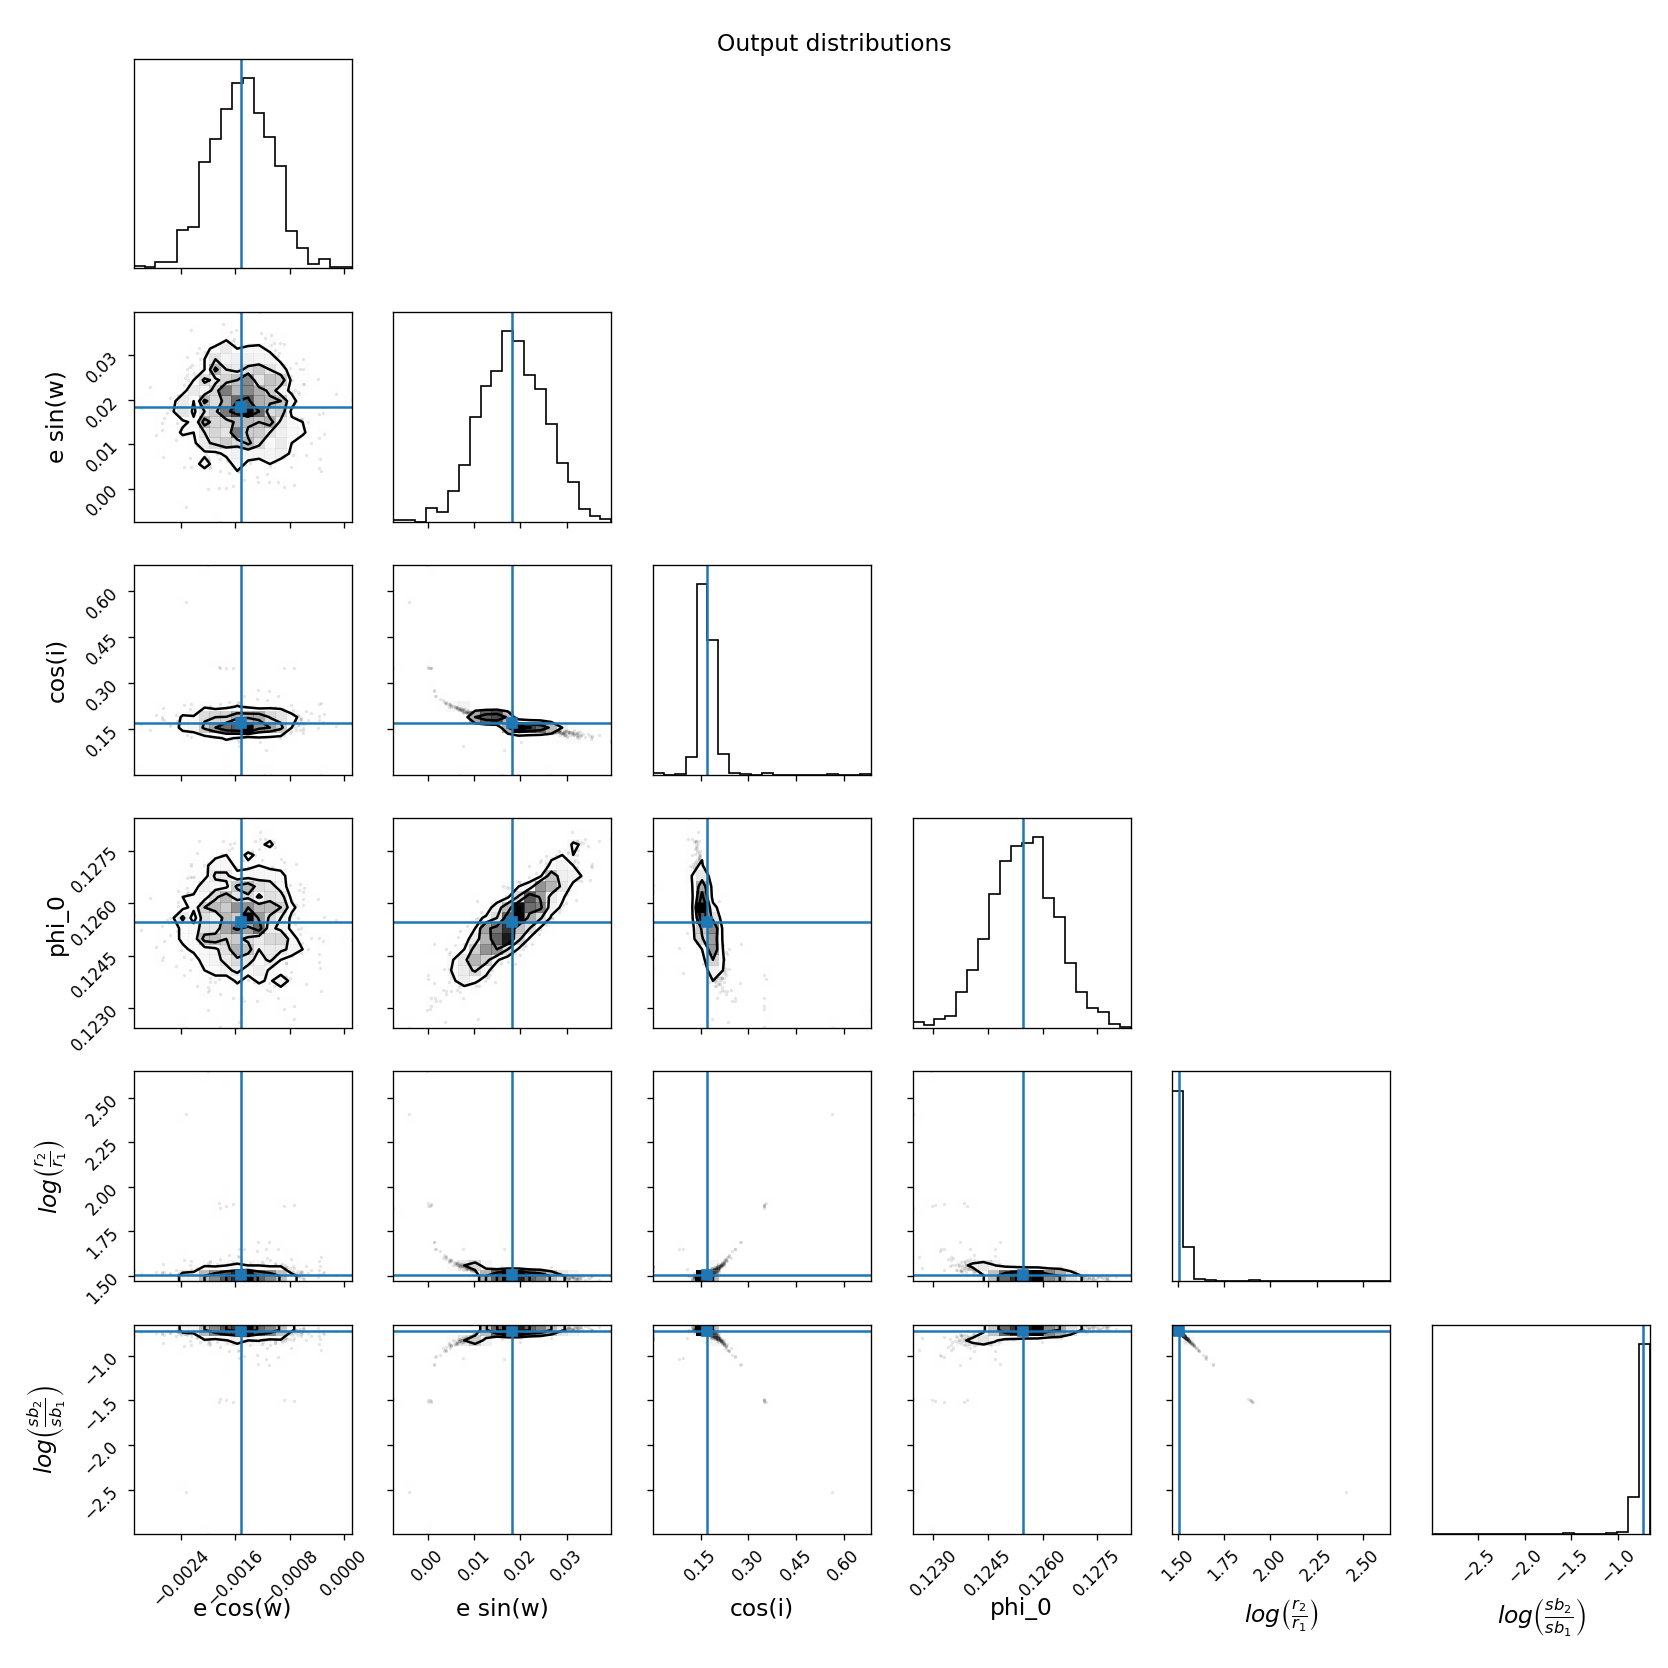 Output distributions
e sin(w)
0.03
0.02
0.01
0.00
cos(i)
0.60
0.45
0.30
0.15
phi_0
0.1275
0.1260
0.1245
0.1230
log(r2/r1)
2.50
2.25
2.00
1.75
1.50
log(sb2/sb1)
−1.0
−1.5
−2.0
−2.5
−0.0024 −0.0016 −0.0008 0.0000
e cos(w)
0.00 0.01 0.02 0.03
e sin(w)
0.15 0.30 0.45 0.60
cos(i)
0.1230 0.1245 0.1260 0.1275
phi_0
1.50 1.75 2.00 2.25 2.50
log(r2/r1)
−2.5 −2.0 −1.5 −1.0
log(sb2/sb1)